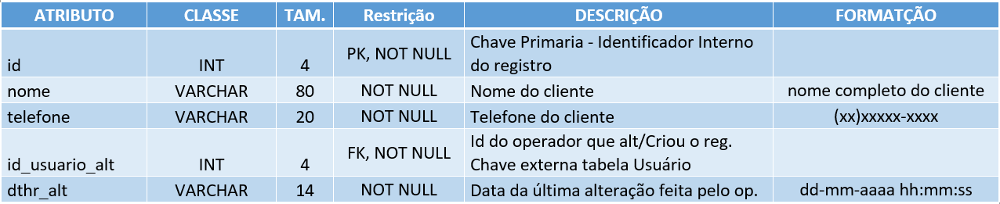 ATRIBUTO CLASSE TAM. Restrição DESCRIÇÃO FORMATÇÃO
id INT 4 PK, NOT NULL Chave Primaria - Identificador Interno
do registro
nome VARCHAR 80 NOT NULL Nome do cliente nome completo do cliente
telefone VARCHAR 20 NOT NULL Telefone do cliente (xx)xxxxx-xxxx
id_usuario_alt INT 4 FK, NOT NULL Id do operador que alt/Criou o reg.
Chave externa tabela Usuário
dthr_alt VARCHAR 14 NOT NULL Data da última alteração feita pelo op. dd-mm-aaaa hh:mm:ss